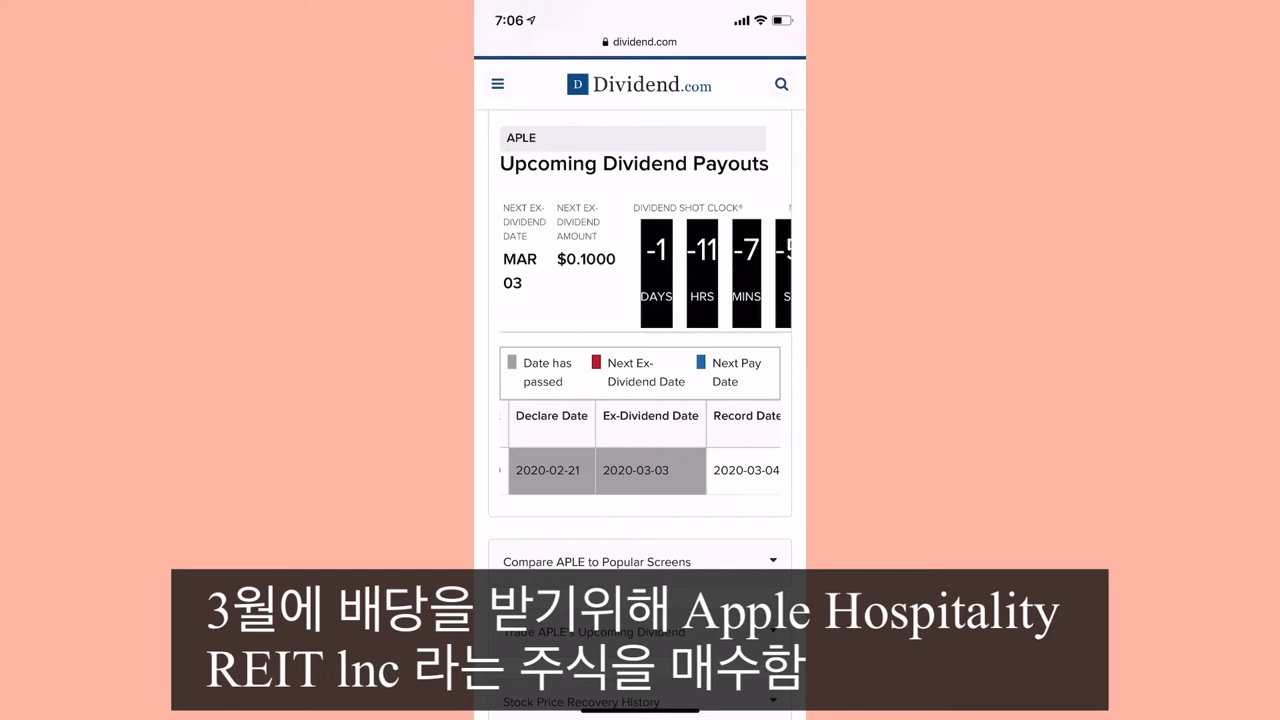 7:06
dividend.com
D Dividend.com
APLE
Upcoming Dividend Payouts
NEXT EX-DIVIDEND DATE
NEXT EX-DIVIDEND AMOUNT
DIVIDEND SHOT CLOCK®
MAR 03
$0.1000
-1 DAYS
-11 HRS
-7 MINS
Date has passed
Next Ex-Dividend Date
Next Pay Date
Declare Date Ex-Dividend Date Record Date
2020-02-21 2020-03-03 2020-03-04
Compare APLE to Popular Screens
Trade APLE's Upcoming Dividend
Stock Price Recovery History
3월에 배당을 받기위해 Apple Hospitality
REIT lnc 라는 주식을 매수함